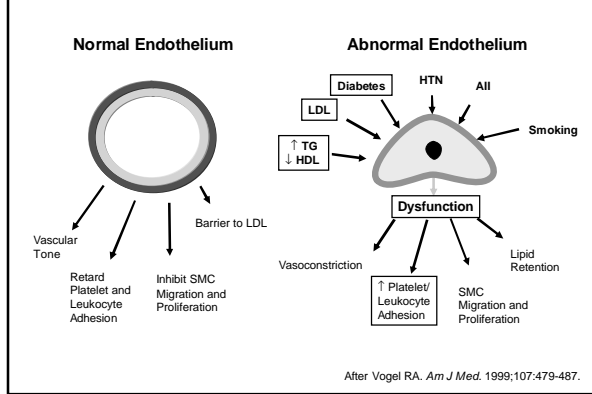 Normal Endothelium
Barrier to LDL
Vascular
Tone
Retard
Platelet and
Leukocyte
Adhesion
Inhibit SMC
Migration and
Proliferation
Abnormal Endothelium
Diabetes
HTN
AII
LDL
Smoking
↑ TG
↓ HDL
Dysfunction
Vasoconstriction
↑ Platelet/
Leukocyte
Adhesion
SMC
Migration and
Proliferation
Lipid
Retention
After Vogel RA. Am J Med. 1999;107:479-487.